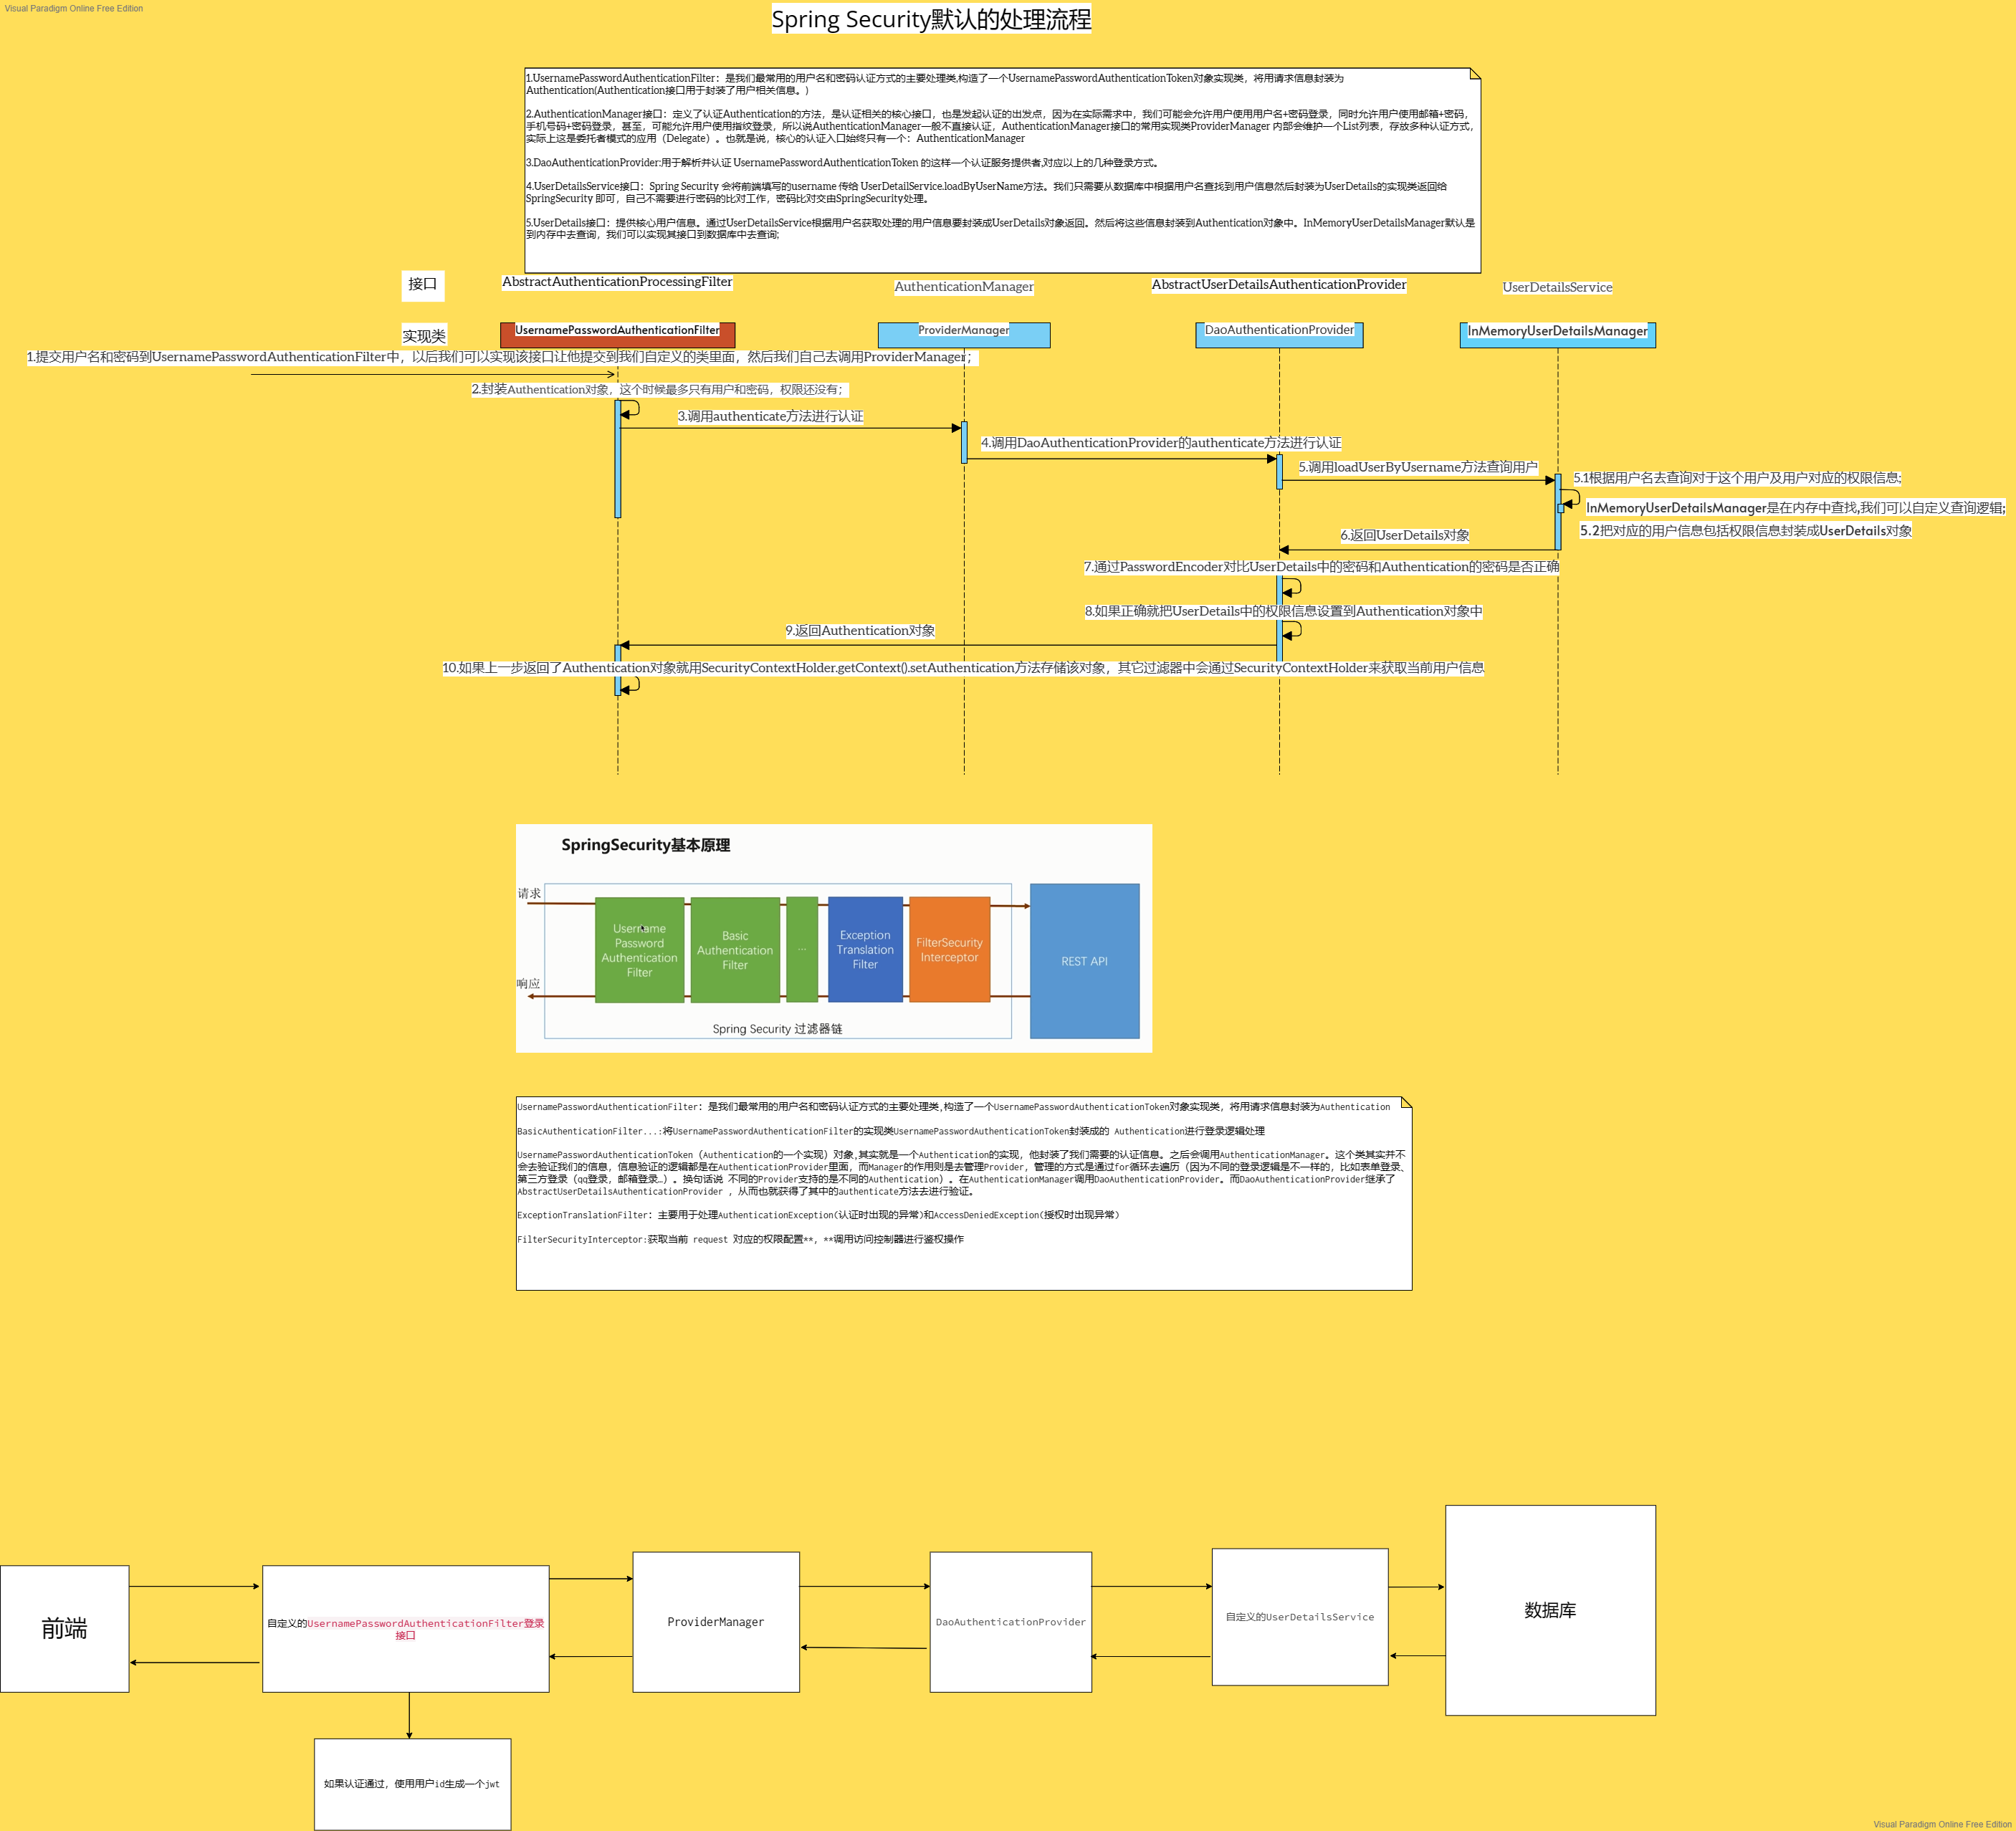 Visual Paradigm Online Free Edition
Spring Security默认的处理流程
1.UsernamePasswordAuthenticationFilter：是我们最常用的用户名和密码认证方式的主要处理类,构造了一个UsernamePasswordAuthenticationToken对象实现类，将用请求信息封装为
Authentication(Authentication接口用于封装了用户相关信息。)
2.AuthenticationManager接口：定义了认证Authentication的方法，是认证相关的核心接口，也是发起认证的出发点，因为在实际需求中，我们可能会允许用户使用用户名+密码登录，同时允许用户使用邮箱+密码，
手机号码+密码登录，甚至，可能允许用户使用指纹登录，所以说AuthenticationManager一般不直接认证，AuthenticationManager接口的常用实现类ProviderManager 内部会维护一个List列表，存放多种认证方式，
实际上这是委托者模式的应用（Delegate）。也就是说，核心的认证入口始终只有一个：AuthenticationManager
3.DaoAuthenticationProvider:用于解析并认证 UsernamePasswordAuthenticationToken 的这样一个认证服务提供者,对应以上的几种登录方式。
4.UserDetailsService接口：Spring Security 会将前端填写的username 传给 UserDetailService.loadByUserName方法。我们只需要从数据库中根据用户名查找到用户信息然后封装为UserDetails的实现类返回给
SpringSecurity 即可，自己不需要进行密码的比对工作，密码比对交由SpringSecurity处理。
5.UserDetails接口：提供核心用户信息。通过UserDetailsService根据用户名获取处理的用户信息要封装成UserDetails对象返回。然后将这些信息封装到Authentication对象中。InMemoryUserDetailsManager默认是
到内存中去查询，我们可以实现其接口到数据库中去查询;
接口
AbstractAuthenticationProcessingFilter
AuthenticationManager
AbstractUserDetailsAuthenticationProvider
UserDetailsService
实现类
UsernamePasswordAuthenticationFilter
ProviderManager
DaoAuthenticationProvider
InMemoryUserDetailsManager
1.提交用户名和密码到UsernamePasswordAuthenticationFilter中，以后我们可以实现该接口让他提交到我们自定义的类里面，然后我们自己去调用ProviderManager；
2.封装Authentication对象，这个时候最多只有用户和密码，权限还没有；
3.调用authenticate方法进行认证
4.调用DaoAuthenticationProvider的authenticate方法进行认证
5.调用loadUserByUsername方法查询用户
5.1根据用户名去查询对于这个用户及用户对应的权限信息;
InMemoryUserDetailsManager是在内存中查找,我们可以自定义查询逻辑;
5.2把对应的用户信息包括权限信息封装成UserDetails对象
6.返回UserDetails对象
7.通过PasswordEncoder对比UserDetails中的密码和Authentication的密码是否正确
8.如果正确就把UserDetails中的权限信息设置到Authentication对象中
9.返回Authentication对象
10.如果上一步返回了Authentication对象就用SecurityContextHolder.getContext().setAuthentication方法存储该对象，其它过滤器中会通过SecurityContextHolder来获取当前用户信息
SpringSecurity基本原理
请求
Username
Password
Authentication
Filter
Basic
Authentication
Filter
...
Exception
Translation
Filter
FilterSecurity
Interceptor
REST API
响应
Spring Security 过滤器链
UsernamePasswordAuthenticationFilter：是我们最常用的用户名和密码认证方式的主要处理类,构造了一个UsernamePasswordAuthenticationToken对象实现类，将用请求信息封装为Authentication
BasicAuthenticationFilter...:将UsernamePasswordAuthenticationFilter的实现类UsernamePasswordAuthenticationToken封装成的 Authentication进行登录逻辑处理
UsernamePasswordAuthenticationToken（Authentication的一个实现）对象,其实就是一个Authentication的实现，他封装了我们需要的认证信息。之后会调用AuthenticationManager。这个类其实并不
会去验证我们的信息，信息验证的逻辑都是在AuthenticationProvider里面，而Manager的作用则是去管理Provider，管理的方式是通过for循环去遍历（因为不同的登录逻辑是不一样的，比如表单登录、
第三方登录（qq登录，邮箱登录…）。换句话说 不同的Provider支持的是不同的Authentication）。在AuthenticationManager调用DaoAuthenticationProvider。而DaoAuthenticationProvider继承了
AbstractUserDetailsAuthenticationProvider ，从而也就获得了其中的authenticate方法去进行验证。
ExceptionTranslationFilter：主要用于处理AuthenticationException(认证时出现的异常)和AccessDeniedException(授权时出现异常)
FilterSecurityInterceptor:获取当前 request 对应的权限配置**，**调用访问控制器进行鉴权操作
前端
自定义的UsernamePasswordAuthenticationFilter登录
接口
ProviderManager
DaoAuthenticationProvider
自定义的UserDetailsService
数据库
如果认证通过，使用用户id生成一个jwt
Visual Paradigm Online Free Edition